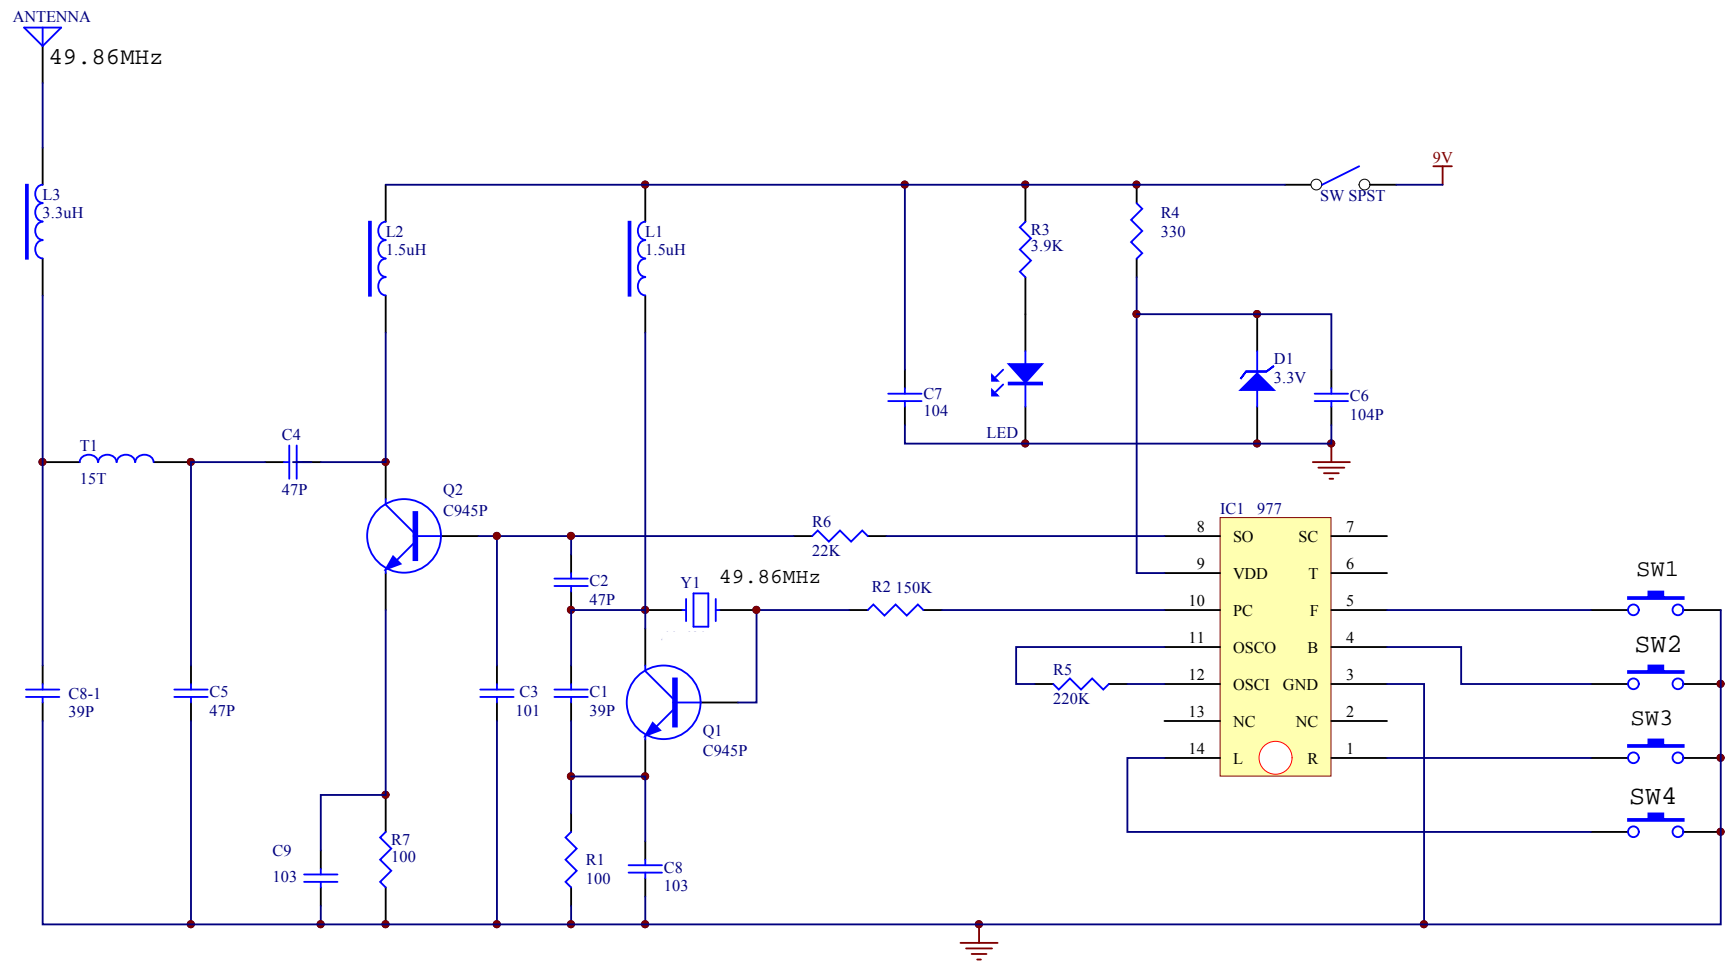 ANTENNA
49.86MHz
9V
SW SPST
L3
3.3uH
L2
1.5uH
L1
1.5uH
R3
3.9K
R4
330
D1
3.3V
C7
104
C6
104P
LED
T1
15T
C4
47P
Q2
C945P
R6
22K
IC1 977
8 SO SC 7
9 VDD T 6
10 PC F 5
11 OSCO B 4
12 OSCI GND 3
13 NC NC 2
14 L R 1
SW1
SW2
SW3
SW4
C2
47P
Y1
49.86MHz
R2 150K
R5
220K
C8-1
39P
C5
47P
C3
101
C1
39P
Q1
C945P
C9
103
R7
100
R1
100
C8
103